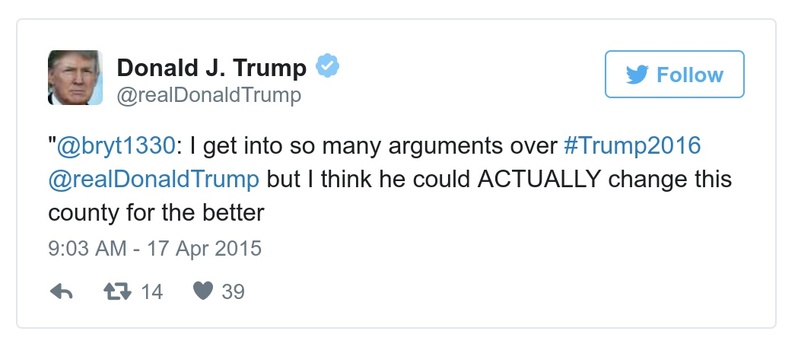 Donald J. Trump
@realDonaldTrump
Follow
"@bryt1330: I get into so many arguments over #Trump2016
@realDonaldTrump but I think he could ACTUALLY change this
county for the better
9:03 AM - 17 Apr 2015
14 39